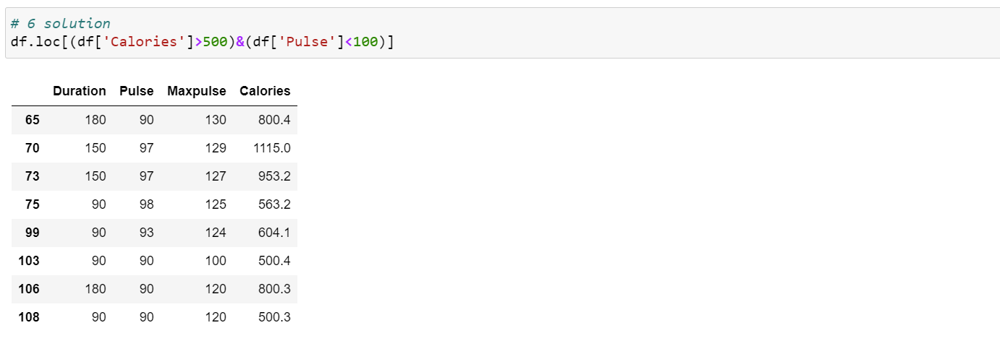 # 6 solution
df.loc[(df['Calories']>500)&(df['Pulse']<100)]
Duration Pulse Maxpulse Calories
65 180 90 130 800.4
70 150 97 129 1115.0
73 150 97 127 953.2
75 90 98 125 563.2
99 90 93 124 604.1
103 90 90 100 500.4
106 180 90 120 800.3
108 90 90 120 500.3